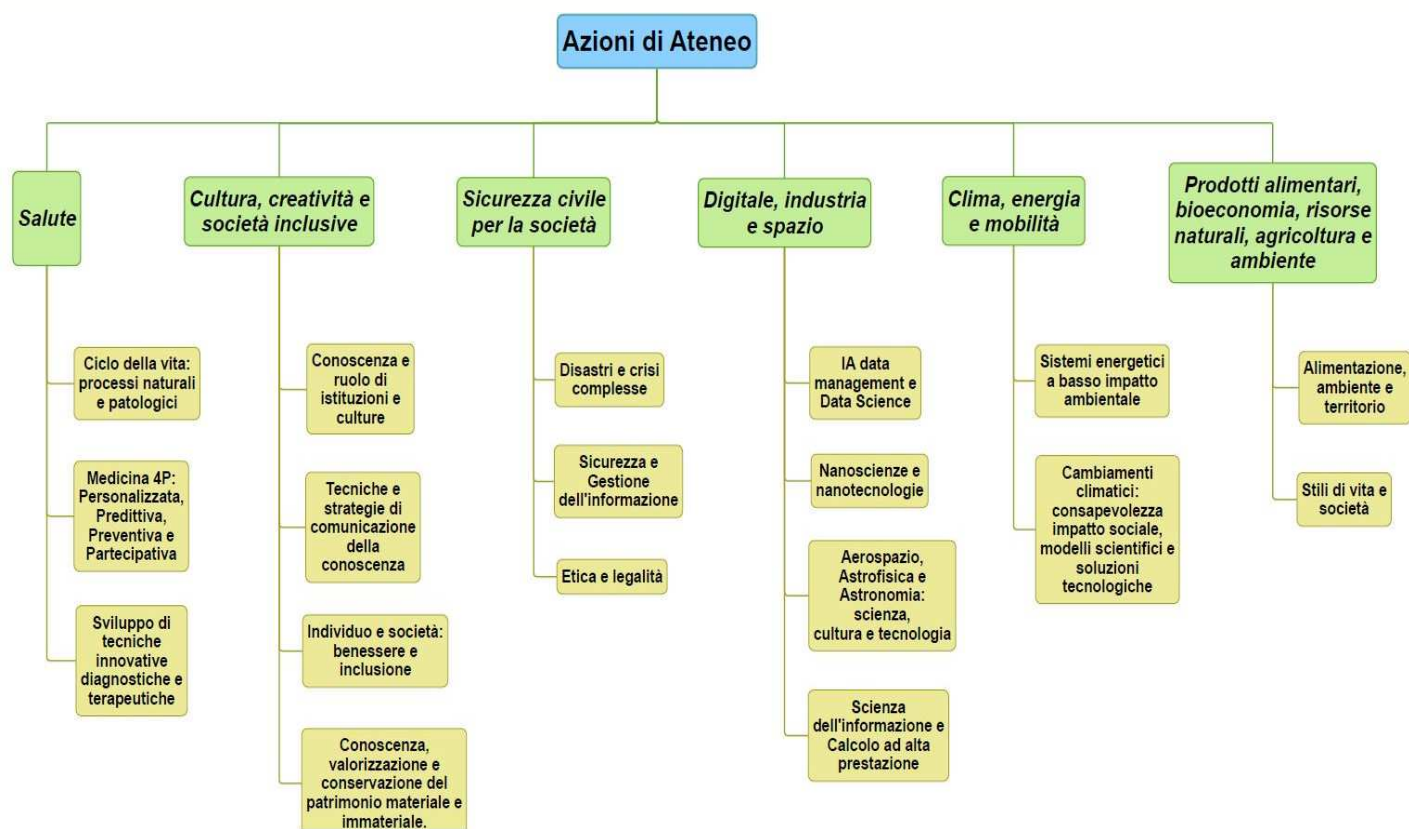 Azioni di Ateneo
Salute
Ciclo della vita:
processi naturali
e patologici
Medicina 4P:
Personalizzata,
Predittiva,
Preventiva e
Partecipativa
Sviluppo di
tecniche
innovative
diagnostiche e
terapeutiche
Cultura, creatività e
società inclusive
Conoscenza e
ruolo di
istituzioni e
culture
Tecniche e
strategie di
comunicazione
della
conoscenza
Individuo e società:
benessere e
inclusione
Conoscenza,
valorizzazione e
conservazione del
patrimonio materiale e
immateriale.
Sicurezza civile
per la società
Disastri e crisi
complesse
Sicurezza e
Gestione
dell'informazione
Etica e legalità
Digitale, industria
e spazio
IA data
management e
Data Science
Nanoscienze e
nanotecnologie
Aerospazio,
Astrofisica e
Astronomia:
scienza,
cultura e tecnologia
Scienza
dell'informazione e
Calcolo ad alta
prestazione
Clima, energia
e mobilità
Sistemi energetici
a basso impatto
ambientale
Cambiamenti
climatici:
consapevolezza
impatto sociale,
modelli scientifici e
soluzioni
tecnologiche
Prodotti alimentari,
bioeconomia, risorse
naturali, agricoltura e
ambiente
Alimentazione,
ambiente e
territorio
Stili di vita e
società